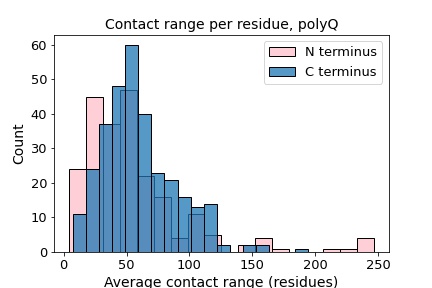 Contact range per residue, polyQ
N terminus
C terminus
Count
60
50
40
30
20
10
0
0 50 100 150 200 250
Average contact range (residues)